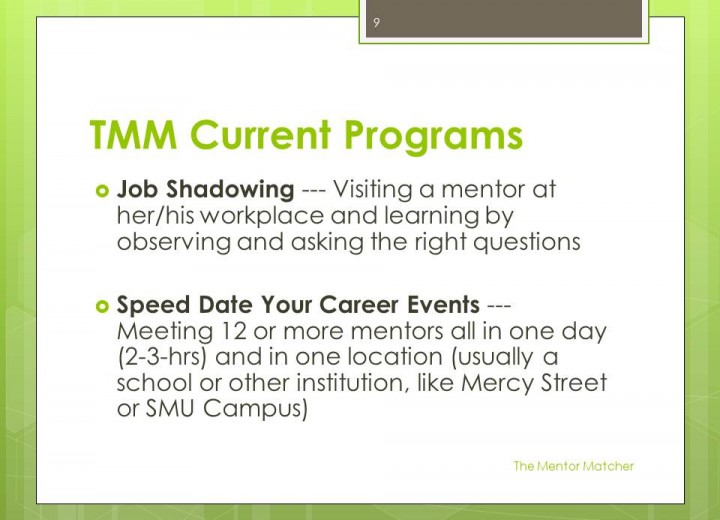 9
TMM Current Programs
Job Shadowing --- Visiting a mentor at
her/his workplace and learning by
observing and asking the right questions
Speed Date Your Career Events ---
Meeting 12 or more mentors all in one day
(2-3-hrs) and in one location (usually a
school or other institution, like Mercy Street
or SMU Campus)
The Mentor Matcher